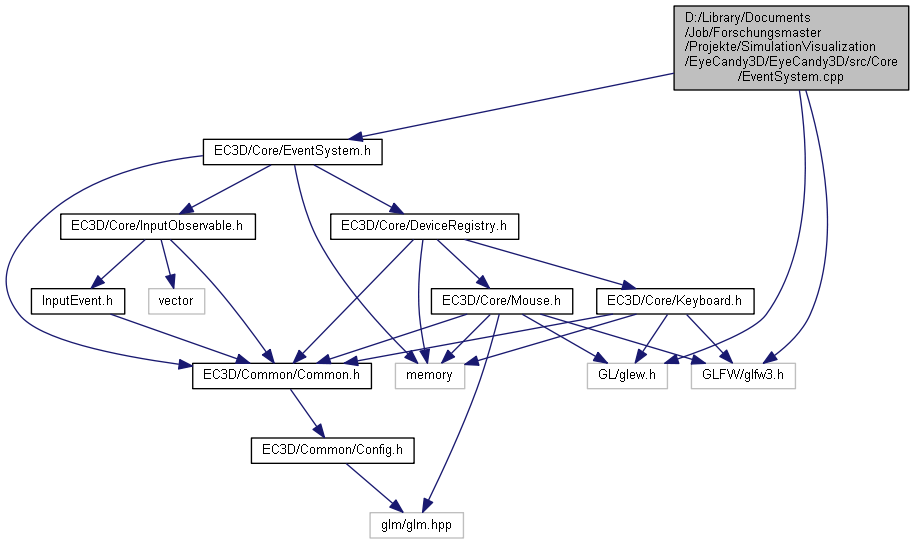 D:/Library/Documents
/Job/Forschungsmaster
/Projekte/SimulationVisualization
/EyeCandy3D/EyeCandy3D/src/Core
/EventSystem.cpp
EC3D/Core/EventSystem.h
EC3D/Core/InputObservable.h
EC3D/Core/DeviceRegistry.h
InputEvent.h
vector
EC3D/Core/Mouse.h
EC3D/Core/Keyboard.h
EC3D/Common/Common.h
memory
GL/glew.h
GLFW/glfw3.h
EC3D/Common/Config.h
glm/glm.hpp